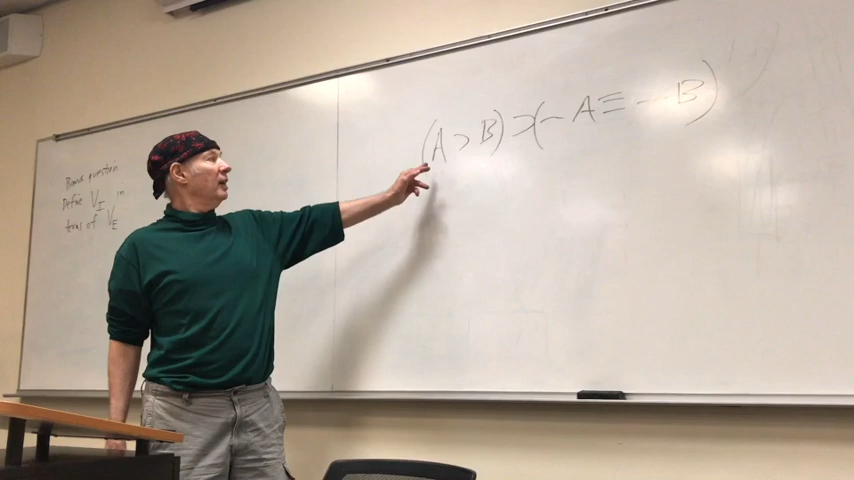 Bonus question
Define V_I in
terms of V_E
(A ⊃ B) ⊃ (- A ≡ - B)